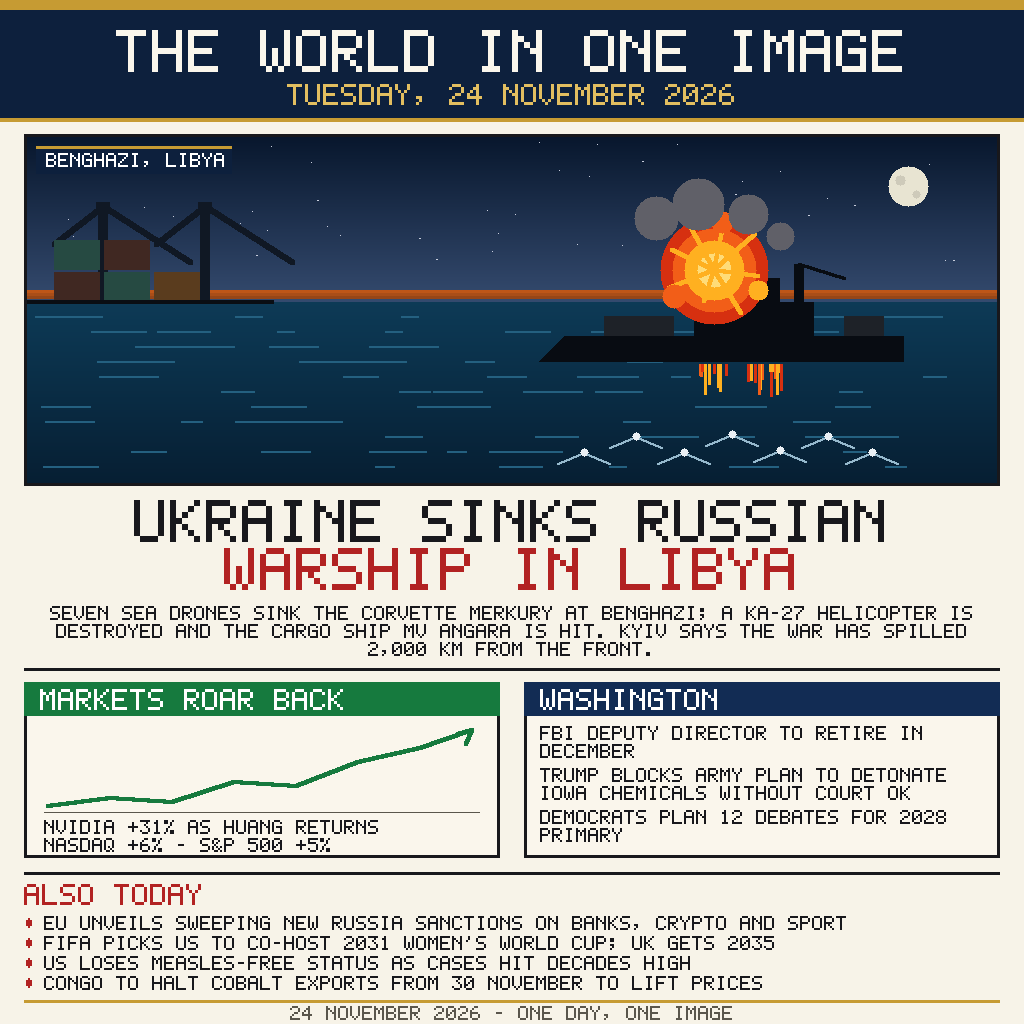 THE WORLD IN ONE IMAGE
TUESDAY, 24 NOVEMBER 2026
BENGHAZI, LIBYA
UKRAINE SINKS RUSSIAN
WARSHIP IN LIBYA
SEVEN SEA DRONES SINK THE CORVETTE MERKURY AT BENGHAZI; A KA-27 HELICOPTER IS
DESTROYED AND THE CARGO SHIP MV ANGARA IS HIT. KYIV SAYS THE WAR HAS SPILLED
2,000 KM FROM THE FRONT.
MARKETS ROAR BACK
NVIDIA +31% AS HUANG RETURNS
NASDAQ +6% - S&P 500 +5%
WASHINGTON
FBI DEPUTY DIRECTOR TO RETIRE IN
DECEMBER
TRUMP BLOCKS ARMY PLAN TO DETONATE
IOWA CHEMICALS WITHOUT COURT OK
DEMOCRATS PLAN 12 DEBATES FOR 2028
PRIMARY
ALSO TODAY
EU UNVEILS SWEEPING NEW RUSSIA SANCTIONS ON BANKS, CRYPTO AND SPORT
FIFA PICKS US TO CO-HOST 2031 WOMEN'S WORLD CUP; UK GETS 2035
US LOSES MEASLES-FREE STATUS AS CASES HIT DECADES HIGH
CONGO TO HALT COBALT EXPORTS FROM 30 NOVEMBER TO LIFT PRICES
24 NOVEMBER 2026 - ONE DAY, ONE IMAGE